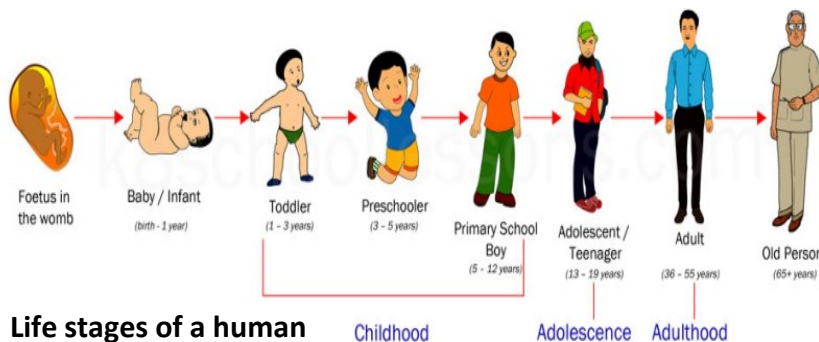 Foetus in
the womb
Baby / Infant
(birth - 1 year)
Toddler
(1 – 3 years)
Preschooler
(3 – 5 years)
Primary School
Boy
(5 - 12 years)
Adolescent /
Teenager
(13 – 19 years)
Adult
(36 – 55 years)
Old Person
(65+ years)
Life stages of a human
Childhood
Adolescence
Adulthood